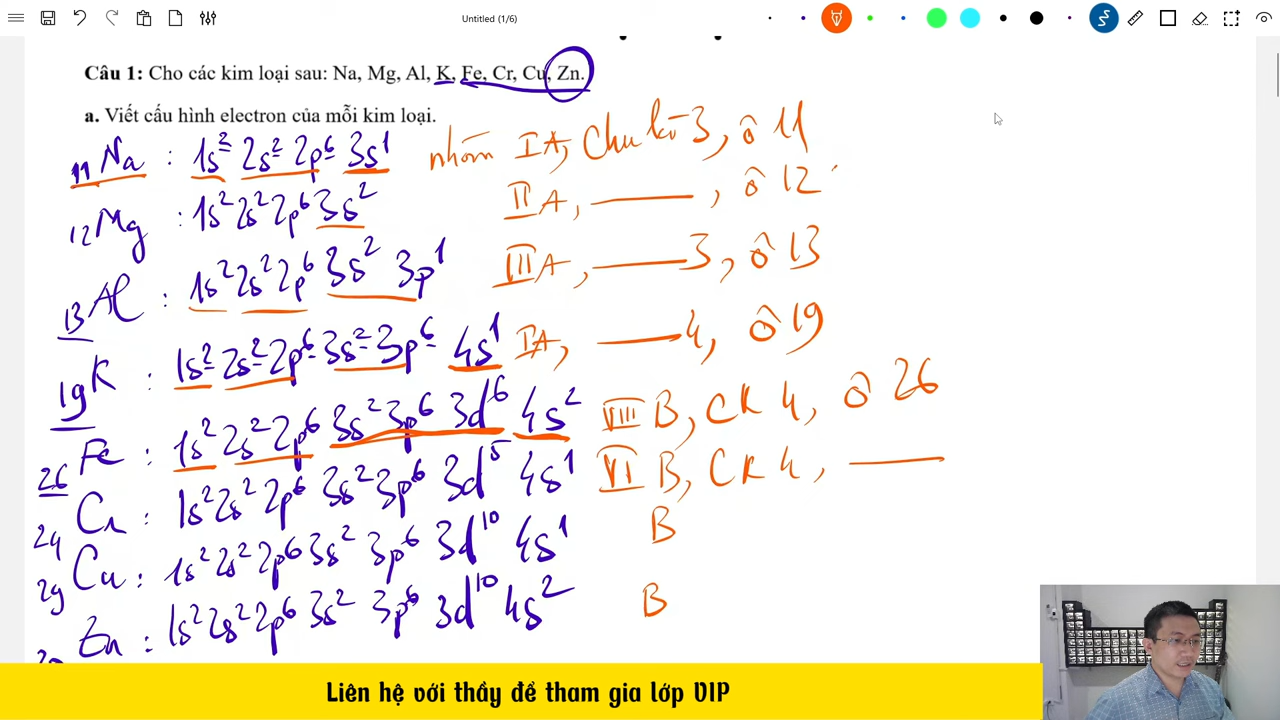 Untitled (1/6)
Câu 1: Cho các kim loại sau: Na, Mg, Al, K, Fe, Cr, Cu, Zn.
a. Viết cấu hình electron của mỗi kim loại.
11Na : 1s² 2s² 2p⁶ 3s¹ nhóm IA, Chu kì 3, ô 11
12Mg : 1s² 2s² 2p⁶ 3s² IIA, ——, ô 12
13Al : 1s² 2s² 2p⁶ 3s² 3p¹ IIIA, ——3, ô 13
19K : 1s² 2s² 2p⁶ 3s² 3p⁶ 4s¹ IA, ——4, ô 19
26Fe : 1s² 2s² 2p⁶ 3s² 3p⁶ 3d⁶ 4s² VIIIB, CK 4, ô 26
24Cr : 1s² 2s² 2p⁶ 3s² 3p⁶ 3d⁵ 4s¹ VIB, CK 4, ——
29Cu : 1s² 2s² 2p⁶ 3s² 3p⁶ 3d¹⁰ 4s¹ B
Zn : 1s² 2s² 2p⁶ 3s² 3p⁶ 3d¹⁰ 4s² B
Liên hệ với thầy để tham gia lớp VIP